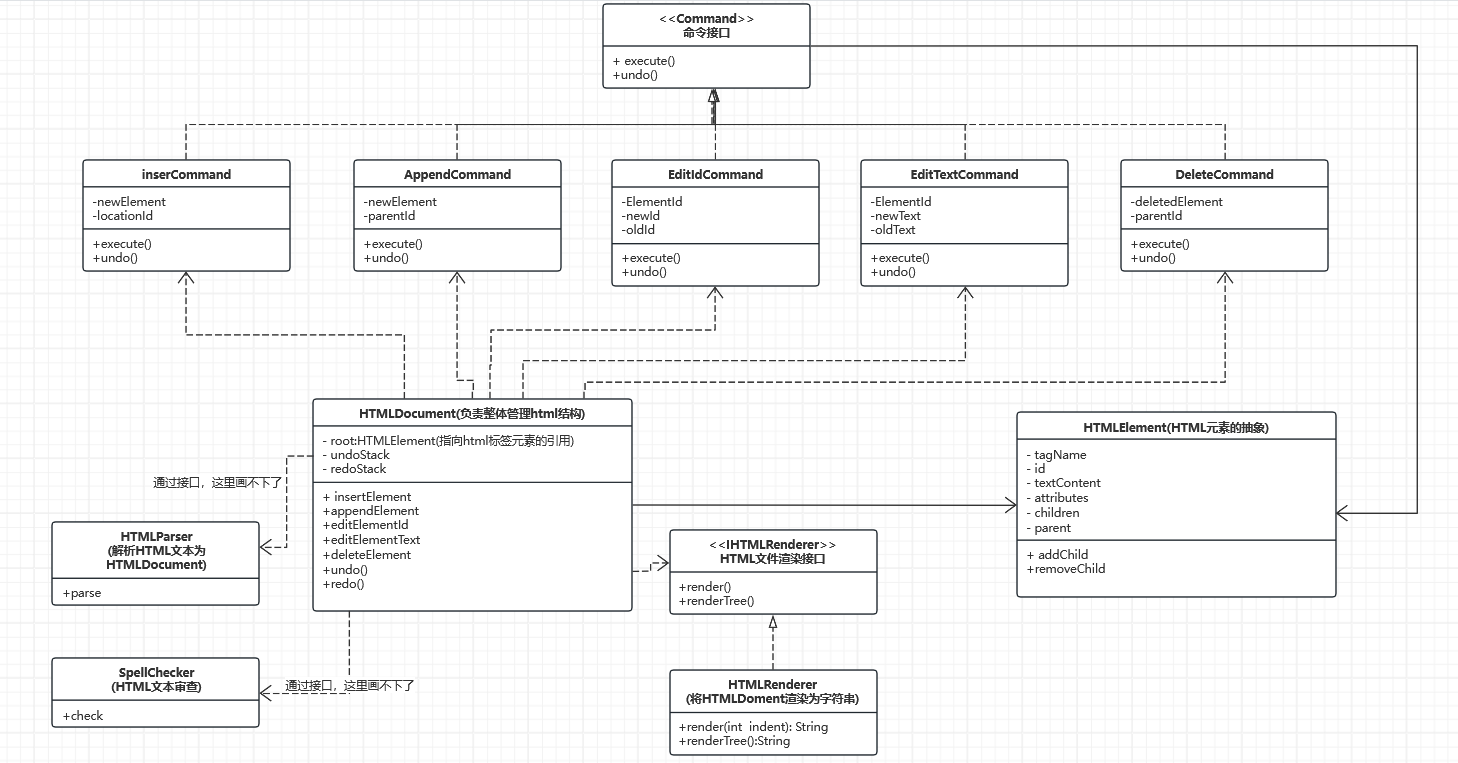 <<Command>>
命令接口
+ execute()
+undo()
inserCommand
-newElement
-locationId
+execute()
+undo()
AppendCommand
-newElement
-parentId
+execute()
+undo()
EditIdCommand
-ElementId
-newId
-oldId
+execute()
+undo()
EditTextCommand
-ElementId
-newText
-oldText
+execute()
+undo()
DeleteCommand
-deletedElement
-parentId
+execute()
+undo()
HTMLDocument(负责整体管理html结构)
- root:HTMLElement(指向html标签元素的引用)
- undoStack
- redoStack
+ insertElement
+appendElement
+editElementId
+editElementText
+deleteElement
+undo()
+redo()
HTMLElement(HTML元素的抽象)
- tagName
- id
- textContent
- attributes
- children
- parent
+ addChild
+removeChild
通过接口，这里画不下了
HTMLParser
(解析HTML文本为
HTMLDocument)
+parse
<<IHTMLRenderer>>
HTML文件渲染接口
+render()
+renderTree()
SpellChecker
(HTML文本审查)
+check
通过接口，这里画不下了
HTMLRenderer
(将HTMLDoment渲染为字符串)
+render(int indent): String
+renderTree():String